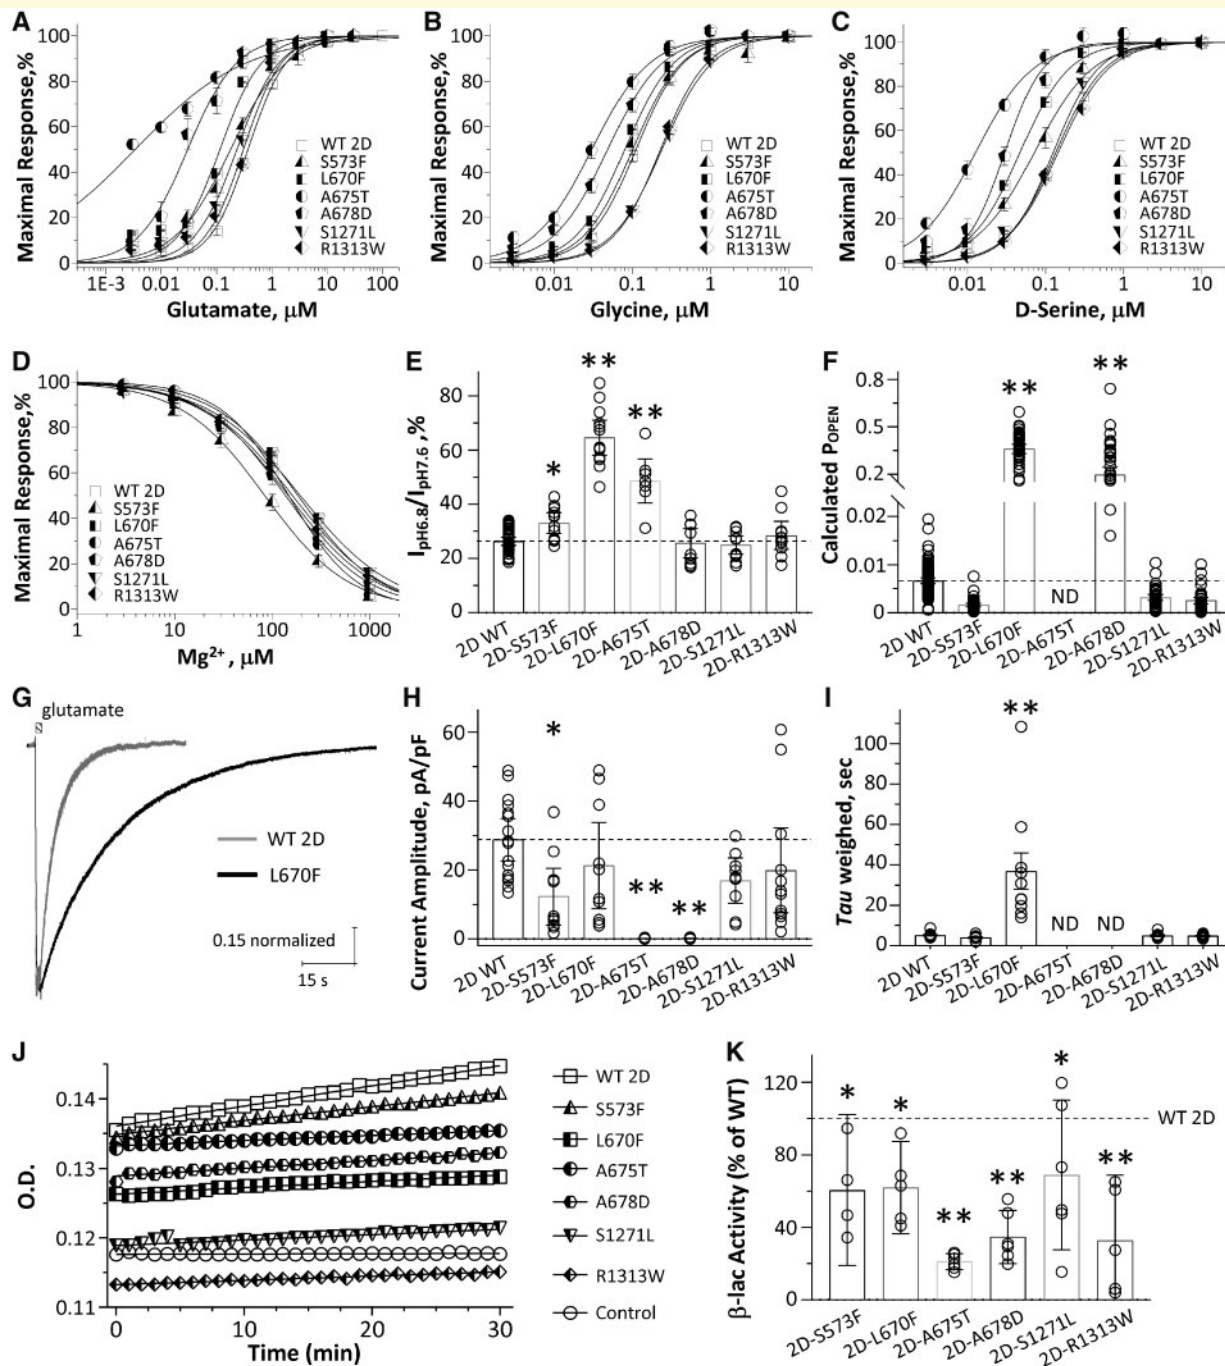 A
Maximal Response,%
100
80
60
40
20
0
1E-3 0.01 0.1 1 10 100
Glutamate, μM
WT 2D
S573F
L670F
A675T
A678D
S1271L
R1313W
B
Maximal Response,%
100
80
60
40
20
0
0.01 0.1 1 10
Glycine, μM
WT 2D
S573F
L670F
A675T
A678D
S1271L
R1313W
C
Maximal Response,%
100
80
60
40
20
0
0.01 0.1 1 10
D-Serine, μM
WT 2D
S573F
L670F
A675T
A678D
S1271L
R1313W
D
Maximal Response,%
100
80
60
40
20
0
1 10 100 1000
Mg²⁺, μM
WT 2D
S573F
L670F
A675T
A678D
S1271L
R1313W
E
IpH6.8/IpH7.6 ,%
80
60
40
20
0
*
**
**
2D WT
2D-S573F
2D-L670F
2D-A675T
2D-A678D
2D-S1271L
2D-R1313W
F
Calculated POPEN
0.8
0.5
0.2
0.02
0.01
0
**
ND
**
2D WT
2D-S573F
2D-L670F
2D-A675T
2D-A678D
2D-S1271L
2D-R1313W
G
glutamate
WT 2D
L670F
0.15 normalized
15 s
H
Current Amplitude, pA/pF
60
40
20
0
*
**
**
2D WT
2D-S573F
2D-L670F
2D-A675T
2D-A678D
2D-S1271L
2D-R1313W
I
Tau weighed, sec
100
80
60
40
20
0
**
ND
ND
2D WT
2D-S573F
2D-L670F
2D-A675T
2D-A678D
2D-S1271L
2D-R1313W
J
O.D.
0.14
0.13
0.12
0.11
0 10 20 30
Time (min)
WT 2D
S573F
L670F
A675T
A678D
S1271L
R1313W
Control
K
β-lac Activity (% of WT)
120
80
60
40
0
*
*
**
**
*
**
WT 2D
2D-S573F
2D-L670F
2D-A675T
2D-A678D
2D-S1271L
2D-R1313W